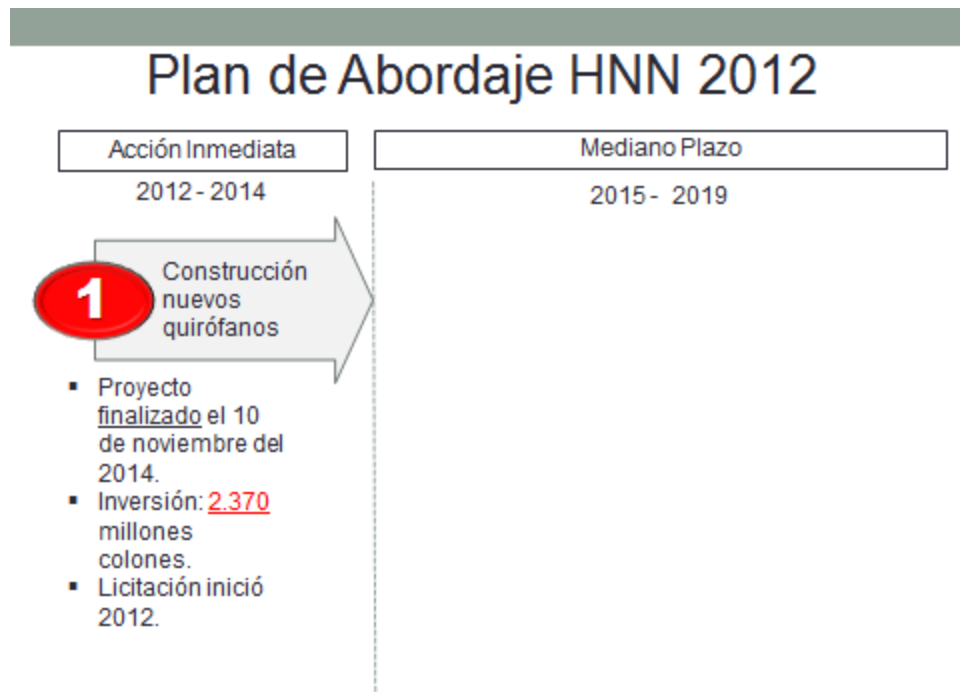 Plan de Abordaje HNN 2012
Acción Inmediata
Mediano Plazo
2012 - 2014
2015 - 2019
1
Construcción
nuevos
quirófanos
▪ Proyecto
finalizado el 10
de noviembre del
2014.
▪ Inversión: 2.370
millones
colones.
▪ Licitación inició
2012.